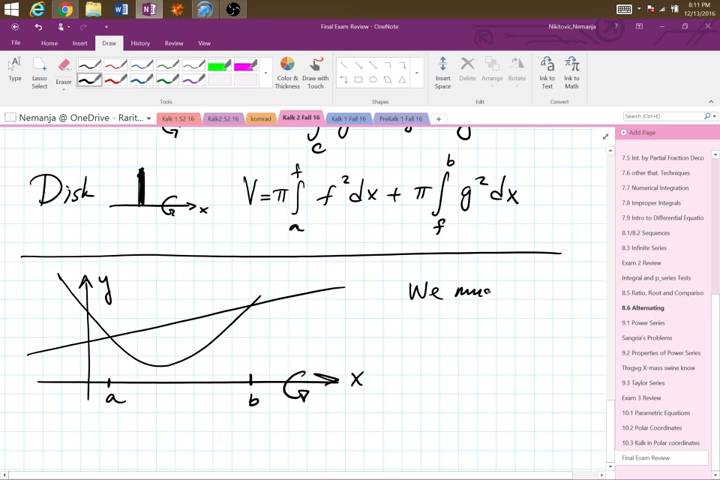 8:11 PM
12/13/2016
Final Exam Review - OneNote
Nikitovic,Nemanja
File
Home
Insert
Draw
History
Review
View
Type
Lasso Select
Eraser
Color & Thickness
Draw with Touch
Insert Space
Delete
Arrange
Rotate
Ink to Text
Ink to Math
Tools
Shapes
Edit
Convert
Nemanja @ OneDrive - Rarit...
Kalk 1 S2 16
Kalk2 S2 16
komrad
Kalk 2 Fall 16
Kalk 1 Fall 16
PreKalk 1 Fall 16
Search (Ctrl+E)
Add Page
7.5 Int. by Partial Fraction Deco
7.6 other that. Techniques
7.7 Numerical Integration
7.8 Improper Integrals
7.9 Intro to Differential Equatio
8.1/8.2 Sequences
8.3 Infinite Series
Exam 2 Review
Integral and p_series Tests
8.5 Ratio, Root and Compariso
8.6 Alternating
9.1 Power Series
Sangria's Problems
9.2 Properties of Power Series
9.3 Taylor Series
Exam 3 Review
10.1 Parametric Equations
10.2 Polar Coordinates
10.3 Kalk in Polar coordinates
Final Exam Review
c
Disk x V=π∫ₐᶠ f²dx + π∫_f^b g²dx
y
We mu
a b x